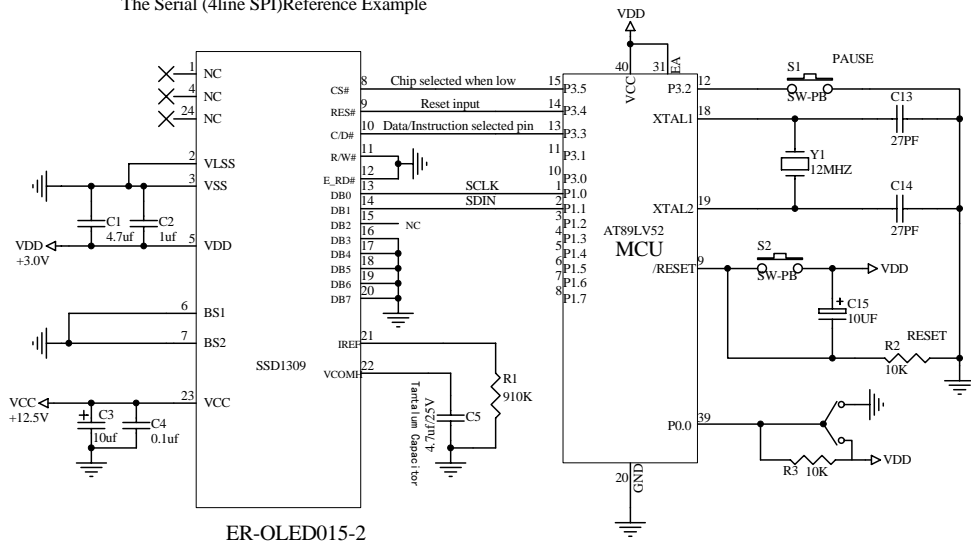 The Serial (4line SPI)Reference Example
1 NC
4 NC
24 NC
2 VLSS
3 VSS
C1
4.7uf
C2
1uf
VDD
+3.0V
5 VDD
6 BS1
7 BS2
SSD1309
VCC
+12.5V
23 VCC
+
C3
10uf
C4
0.1uf
ER-OLED015-2
CS# 8 Chip selected when low 15 P3.5
RES# 9 Reset input 14 P3.4
C/D# 10 Data/Instruction selected pin 13 P3.3
R/W# 11
E_RD# 12
11 P3.1
10 P3.0
DB0 13 SCLK 1 P1.0
DB1 14 SDIN 2 P1.1
DB2 15 NC
DB3 16
DB4 17
DB5 18
DB6 19
DB7 20
3 P1.2
4 P1.3
5 P1.4
6 P1.5
7 P1.6
8 P1.7
IREF 21
VCOMH 22
R1
910K
Tantalum Capacitor
4.7uf/25V
C5
VDD
40 VCC
31 EA
AT89LV52
MCU
20 GND
P3.2 12
S1
SW-PB
PAUSE
XTAL1 18
C13
27PF
Y1
12MHZ
XTAL2 19
C14
27PF
/RESET 9
S2
SW-PB
VDD
+
C15
10UF
RESET
R2
10K
P0.0 39
R3 10K
VDD